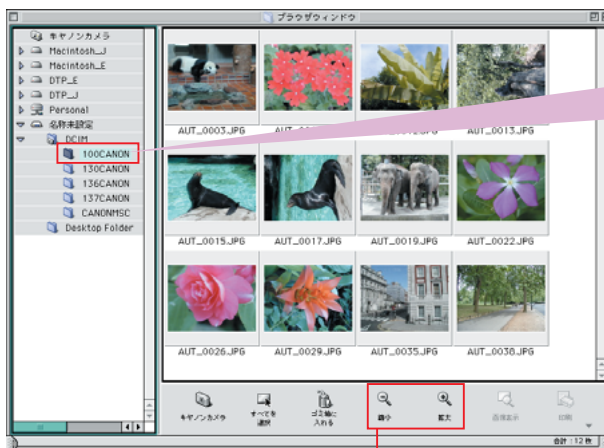 ブラウザウィンドウ
キヤノンカメラ
Macintosh_J
Macintosh_E
DTP_E
DTP_J
Personal
名称未設定
DCIM
100CANON
130CANON
136CANON
137CANON
CANONMSC
Desktop Folder
AUT_0003.JPG
AUT_0013.JPG
AUT_0015.JPG
AUT_0017.JPG
AUT_0019.JPG
AUT_0022.JPG
AUT_0026.JPG
AUT_0029.JPG
AUT_0035.JPG
AUT_0038.JPG
キヤノンカメラ
すべてを
選択
ゴミ箱に
入れる
縮小
拡大
印刷
合計：12 枚